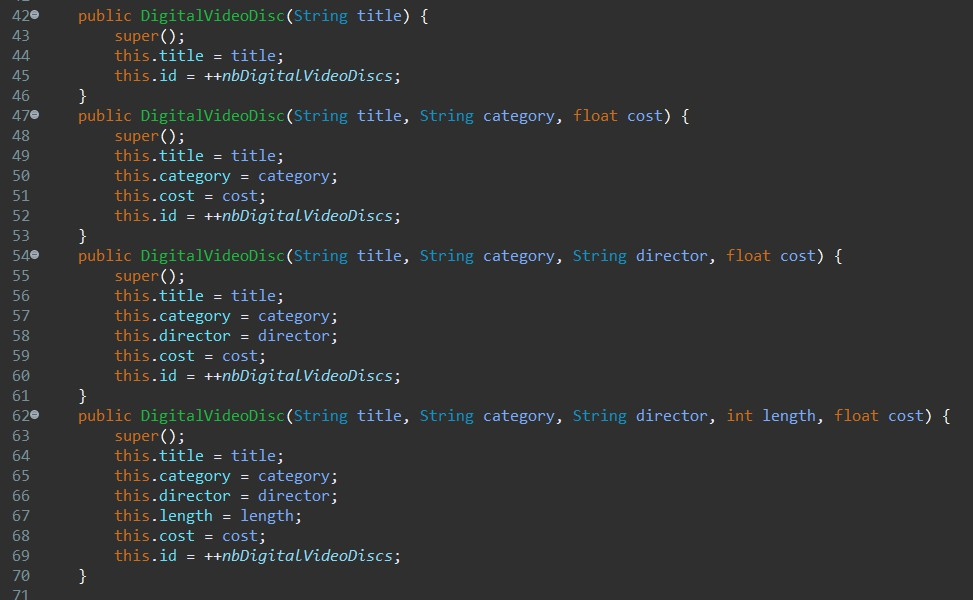 42 public DigitalVideoDisc(String title) {
43 super();
44 this.title = title;
45 this.id = ++nbDigitalVideoDiscs;
46 }
47 public DigitalVideoDisc(String title, String category, float cost) {
48 super();
49 this.title = title;
50 this.category = category;
51 this.cost = cost;
52 this.id = ++nbDigitalVideoDiscs;
53 }
54 public DigitalVideoDisc(String title, String category, String director, float cost) {
55 super();
56 this.title = title;
57 this.category = category;
58 this.director = director;
59 this.cost = cost;
60 this.id = ++nbDigitalVideoDiscs;
61 }
62 public DigitalVideoDisc(String title, String category, String director, int length, float cost) {
63 super();
64 this.title = title;
65 this.category = category;
66 this.director = director;
67 this.length = length;
68 this.cost = cost;
69 this.id = ++nbDigitalVideoDiscs;
70 }
71